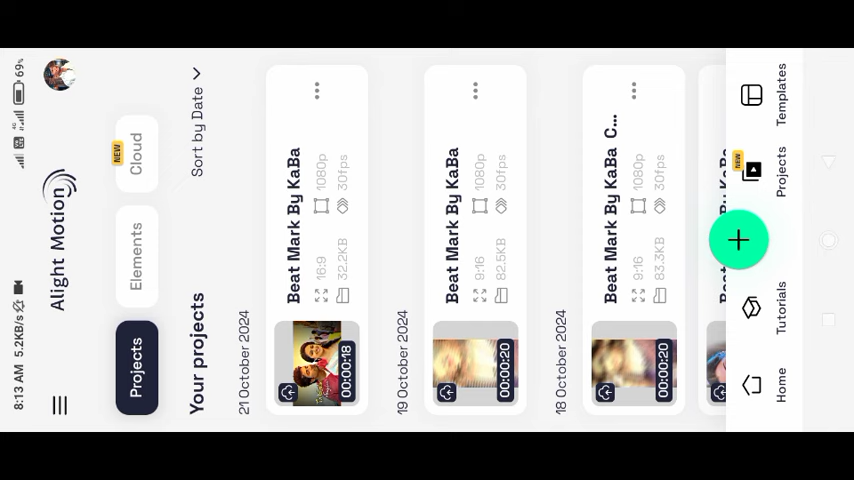 8:13 AM 5.2KB/s 4G 69%
Alight Motion
Projects Elements Cloud NEW
Your projects Sort by Date
21 October 2024
Beat Mark By KaBa
16:9 1080p
32.2KB 30fps
00:00:18
19 October 2024
Beat Mark By KaBa
9:16 1080p
82.5KB 30fps
00:00:20
18 October 2024
Beat Mark By KaBa C...
9:16 1080p
83.3KB 30fps
00:00:20
NEW
Home Tutorials Projects Templates